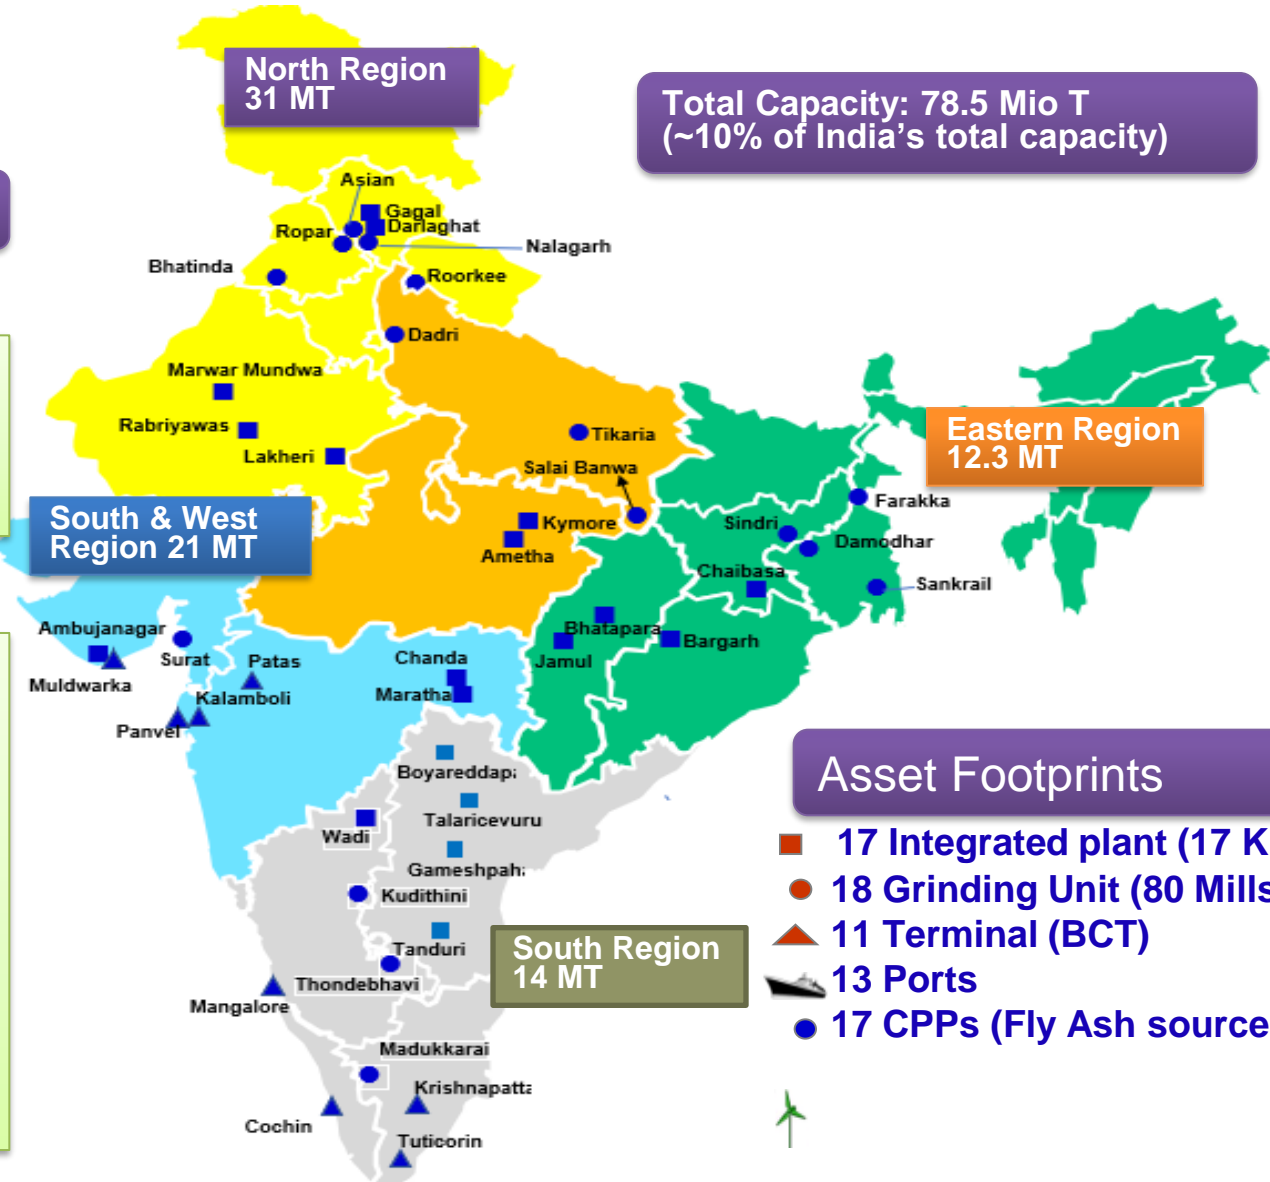 North Region
31 MT
Total Capacity: 78.5 Mio T
(~10% of India’s total capacity)
Asian
Gagal
Darlaghat
Ropar
Nalagarh
Bhatinda
Roorkee
Dadri
Marwar Mundwa
Rabriyawas
Lakheri
Tikaria
Salai Banwa
Eastern Region
12.3 MT
South & West
Region 21 MT
Kymore
Ametha
Farakka
Sindri
Damodhar
Chaibasa
Sankrail
Ambujanagar
Surat
Patas
Muldwarka
Kalamboli
Panvel
Chanda
Maratha
Bhatapara
Jamul
Bargarh
Boyareddapa
Talaricevuru
Wadi
Gameshpaha
Kudithini
Tanduri
Thondebhavi
South Region
14 MT
Mangalore
Madukkarai
Krishnapatta
Cochin
Tuticorin
Asset Footprints
17 Integrated plant (17 K
18 Grinding Unit (80 Mills
11 Terminal (BCT)
13 Ports
17 CPPs (Fly Ash source